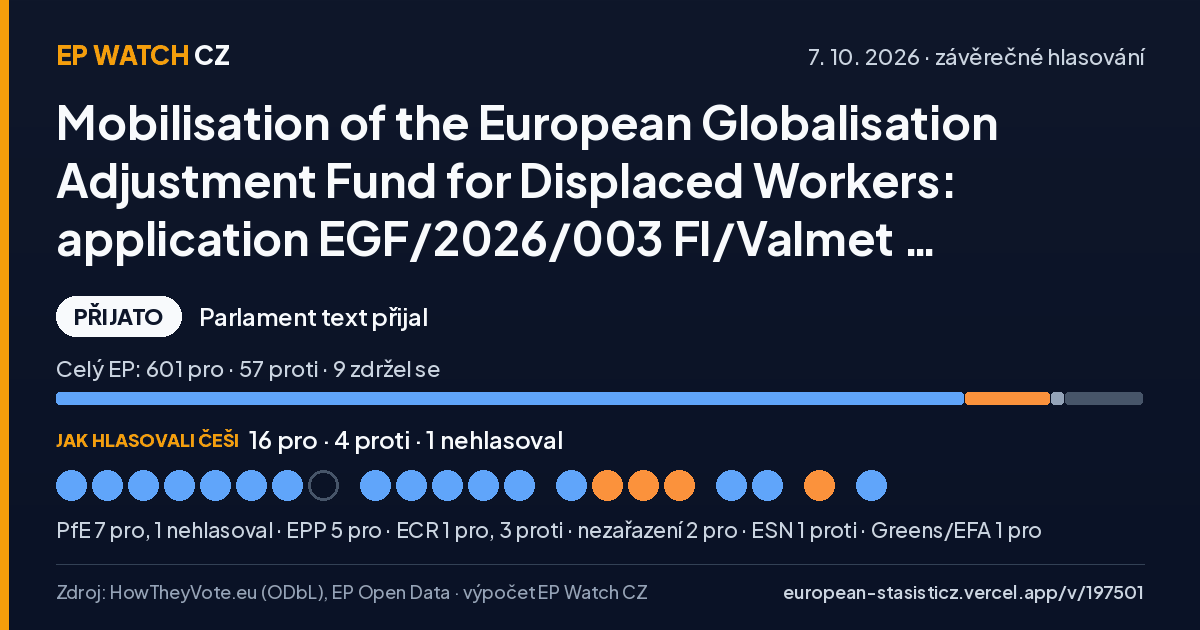 EP WATCH CZ
7. 10. 2026 · závěrečné hlasování
Mobilisation of the European Globalisation
Adjustment Fund for Displaced Workers:
application EGF/2026/003 FI/Valmet …
PŘIJATO Parlament text přijal
Celý EP: 601 pro · 57 proti · 9 zdržel se
JAK HLASOVALI ČEŠI 16 pro · 4 proti · 1 nehlasoval
PfE 7 pro, 1 nehlasoval · EPP 5 pro · ECR 1 pro, 3 proti · nezařazení 2 pro · ESN 1 proti · Greens/EFA 1 pro
Zdroj: HowTheyVote.eu (ODbL), EP Open Data · výpočet EP Watch CZ
european-stasisticz.vercel.app/v/197501